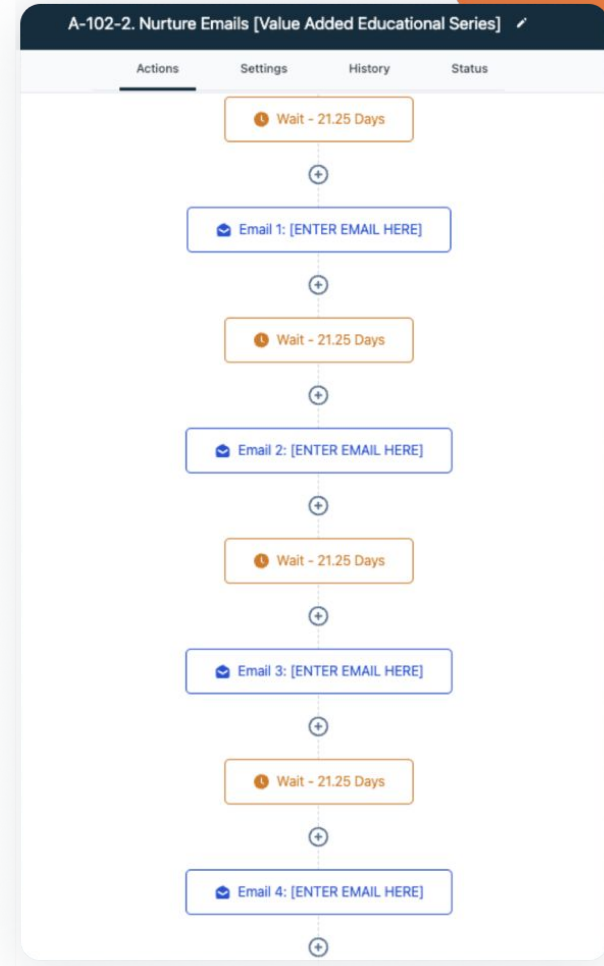 A-102-2. Nurture Emails [Value Added Educational Series]
Actions Settings History Status
Wait - 21.25 Days
Email 1: [ENTER EMAIL HERE]
Wait - 21.25 Days
Email 2: [ENTER EMAIL HERE]
Wait - 21.25 Days
Email 3: [ENTER EMAIL HERE]
Wait - 21.25 Days
Email 4: [ENTER EMAIL HERE]